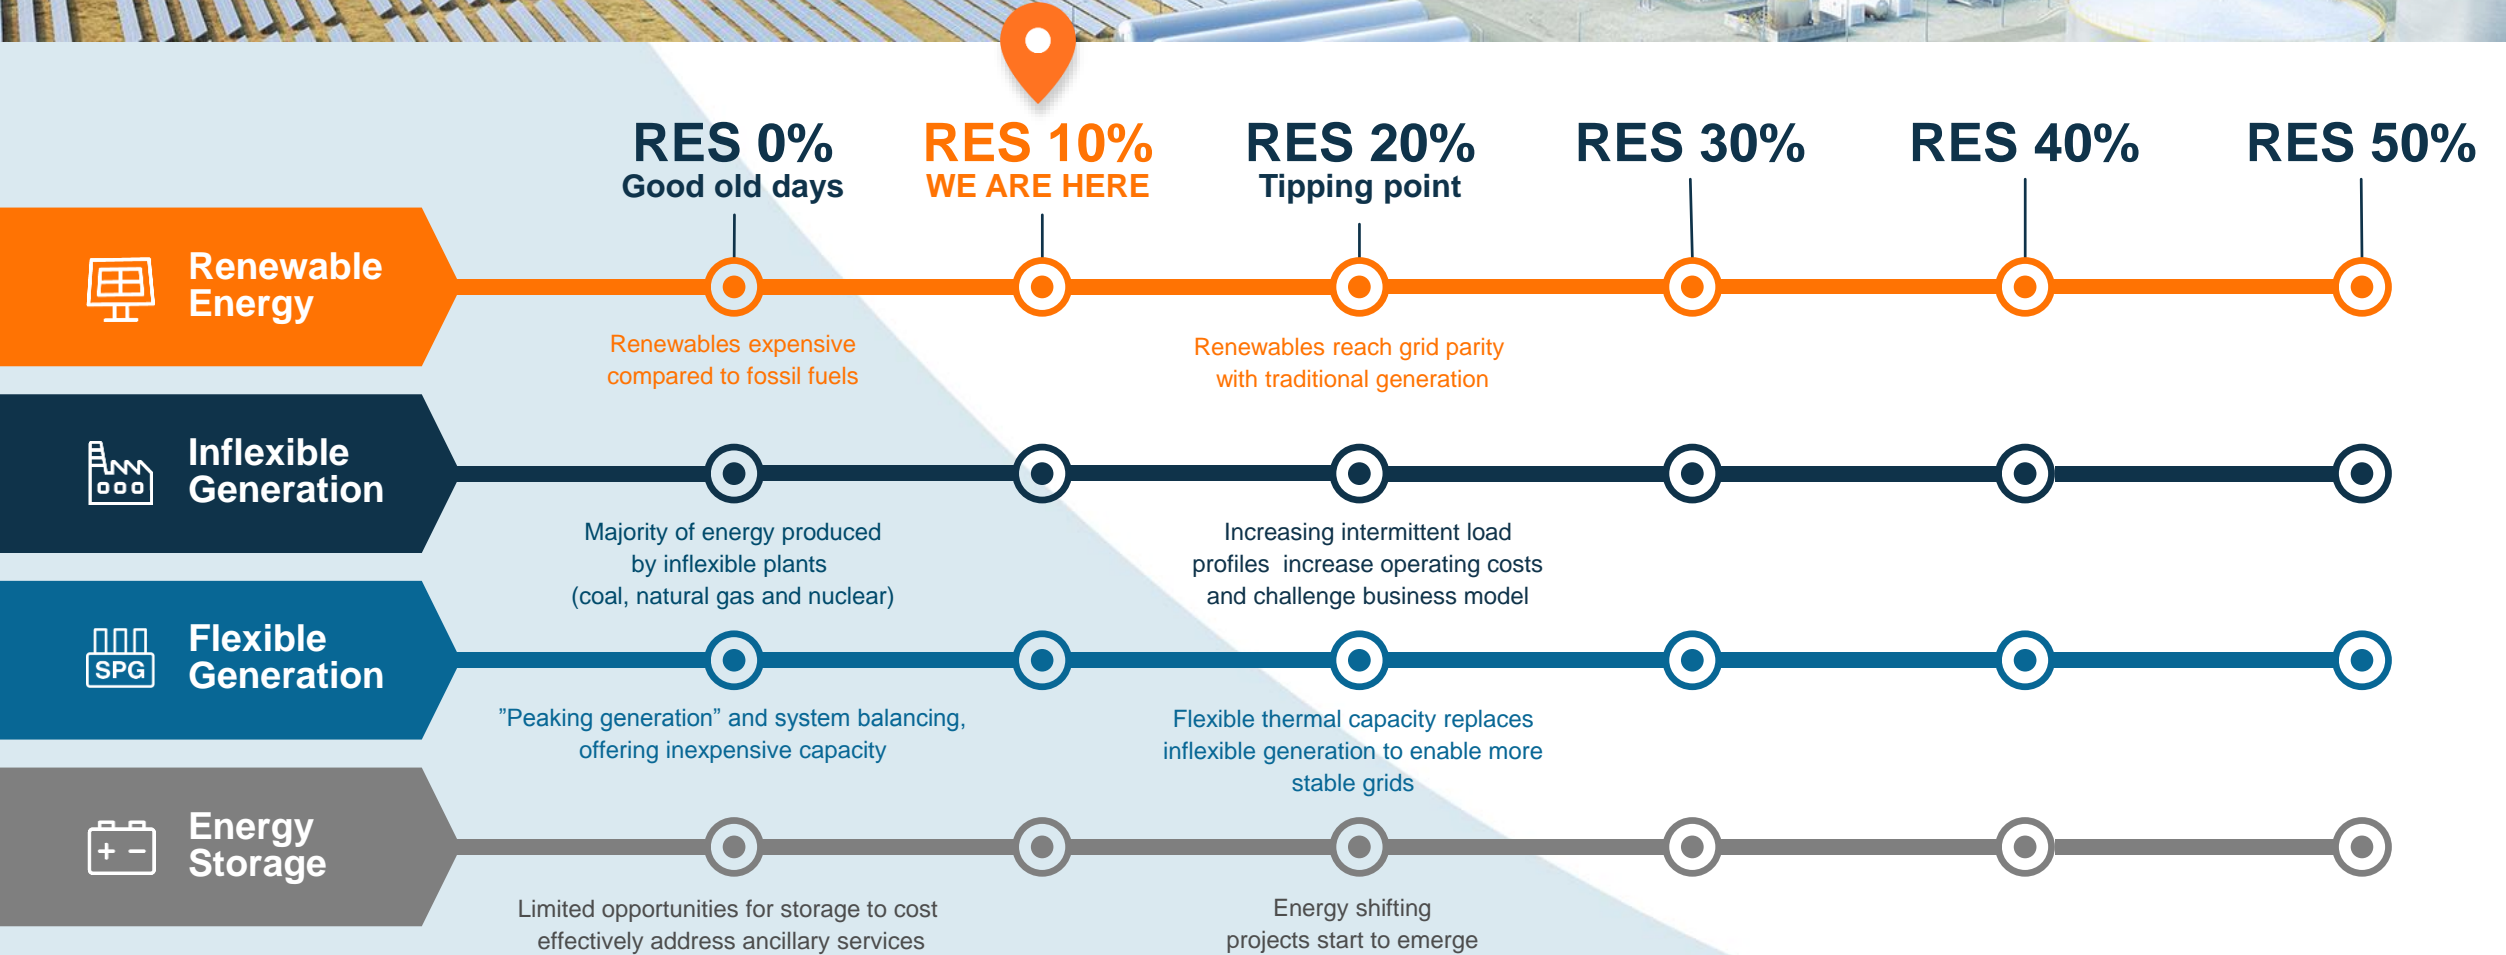 RES 0%
Good old days
RES 10%
WE ARE HERE
RES 20%
Tipping point
RES 30%
RES 40%
RES 50%
Renewable
Energy
Renewables expensive
compared to fossil fuels
Renewables reach grid parity
with traditional generation
Inflexible
Generation
Majority of energy produced
by inflexible plants
(coal, natural gas and nuclear)
Increasing intermittent load
profiles  increase operating costs
and challenge business model
SPG
Flexible
Generation
”Peaking generation” and system balancing,
offering inexpensive capacity
Flexible thermal capacity replaces
inflexible generation to enable more
stable grids
+ −
Energy
Storage
Limited opportunities for storage to cost
effectively address ancillary services
Energy shifting
projects start to emerge